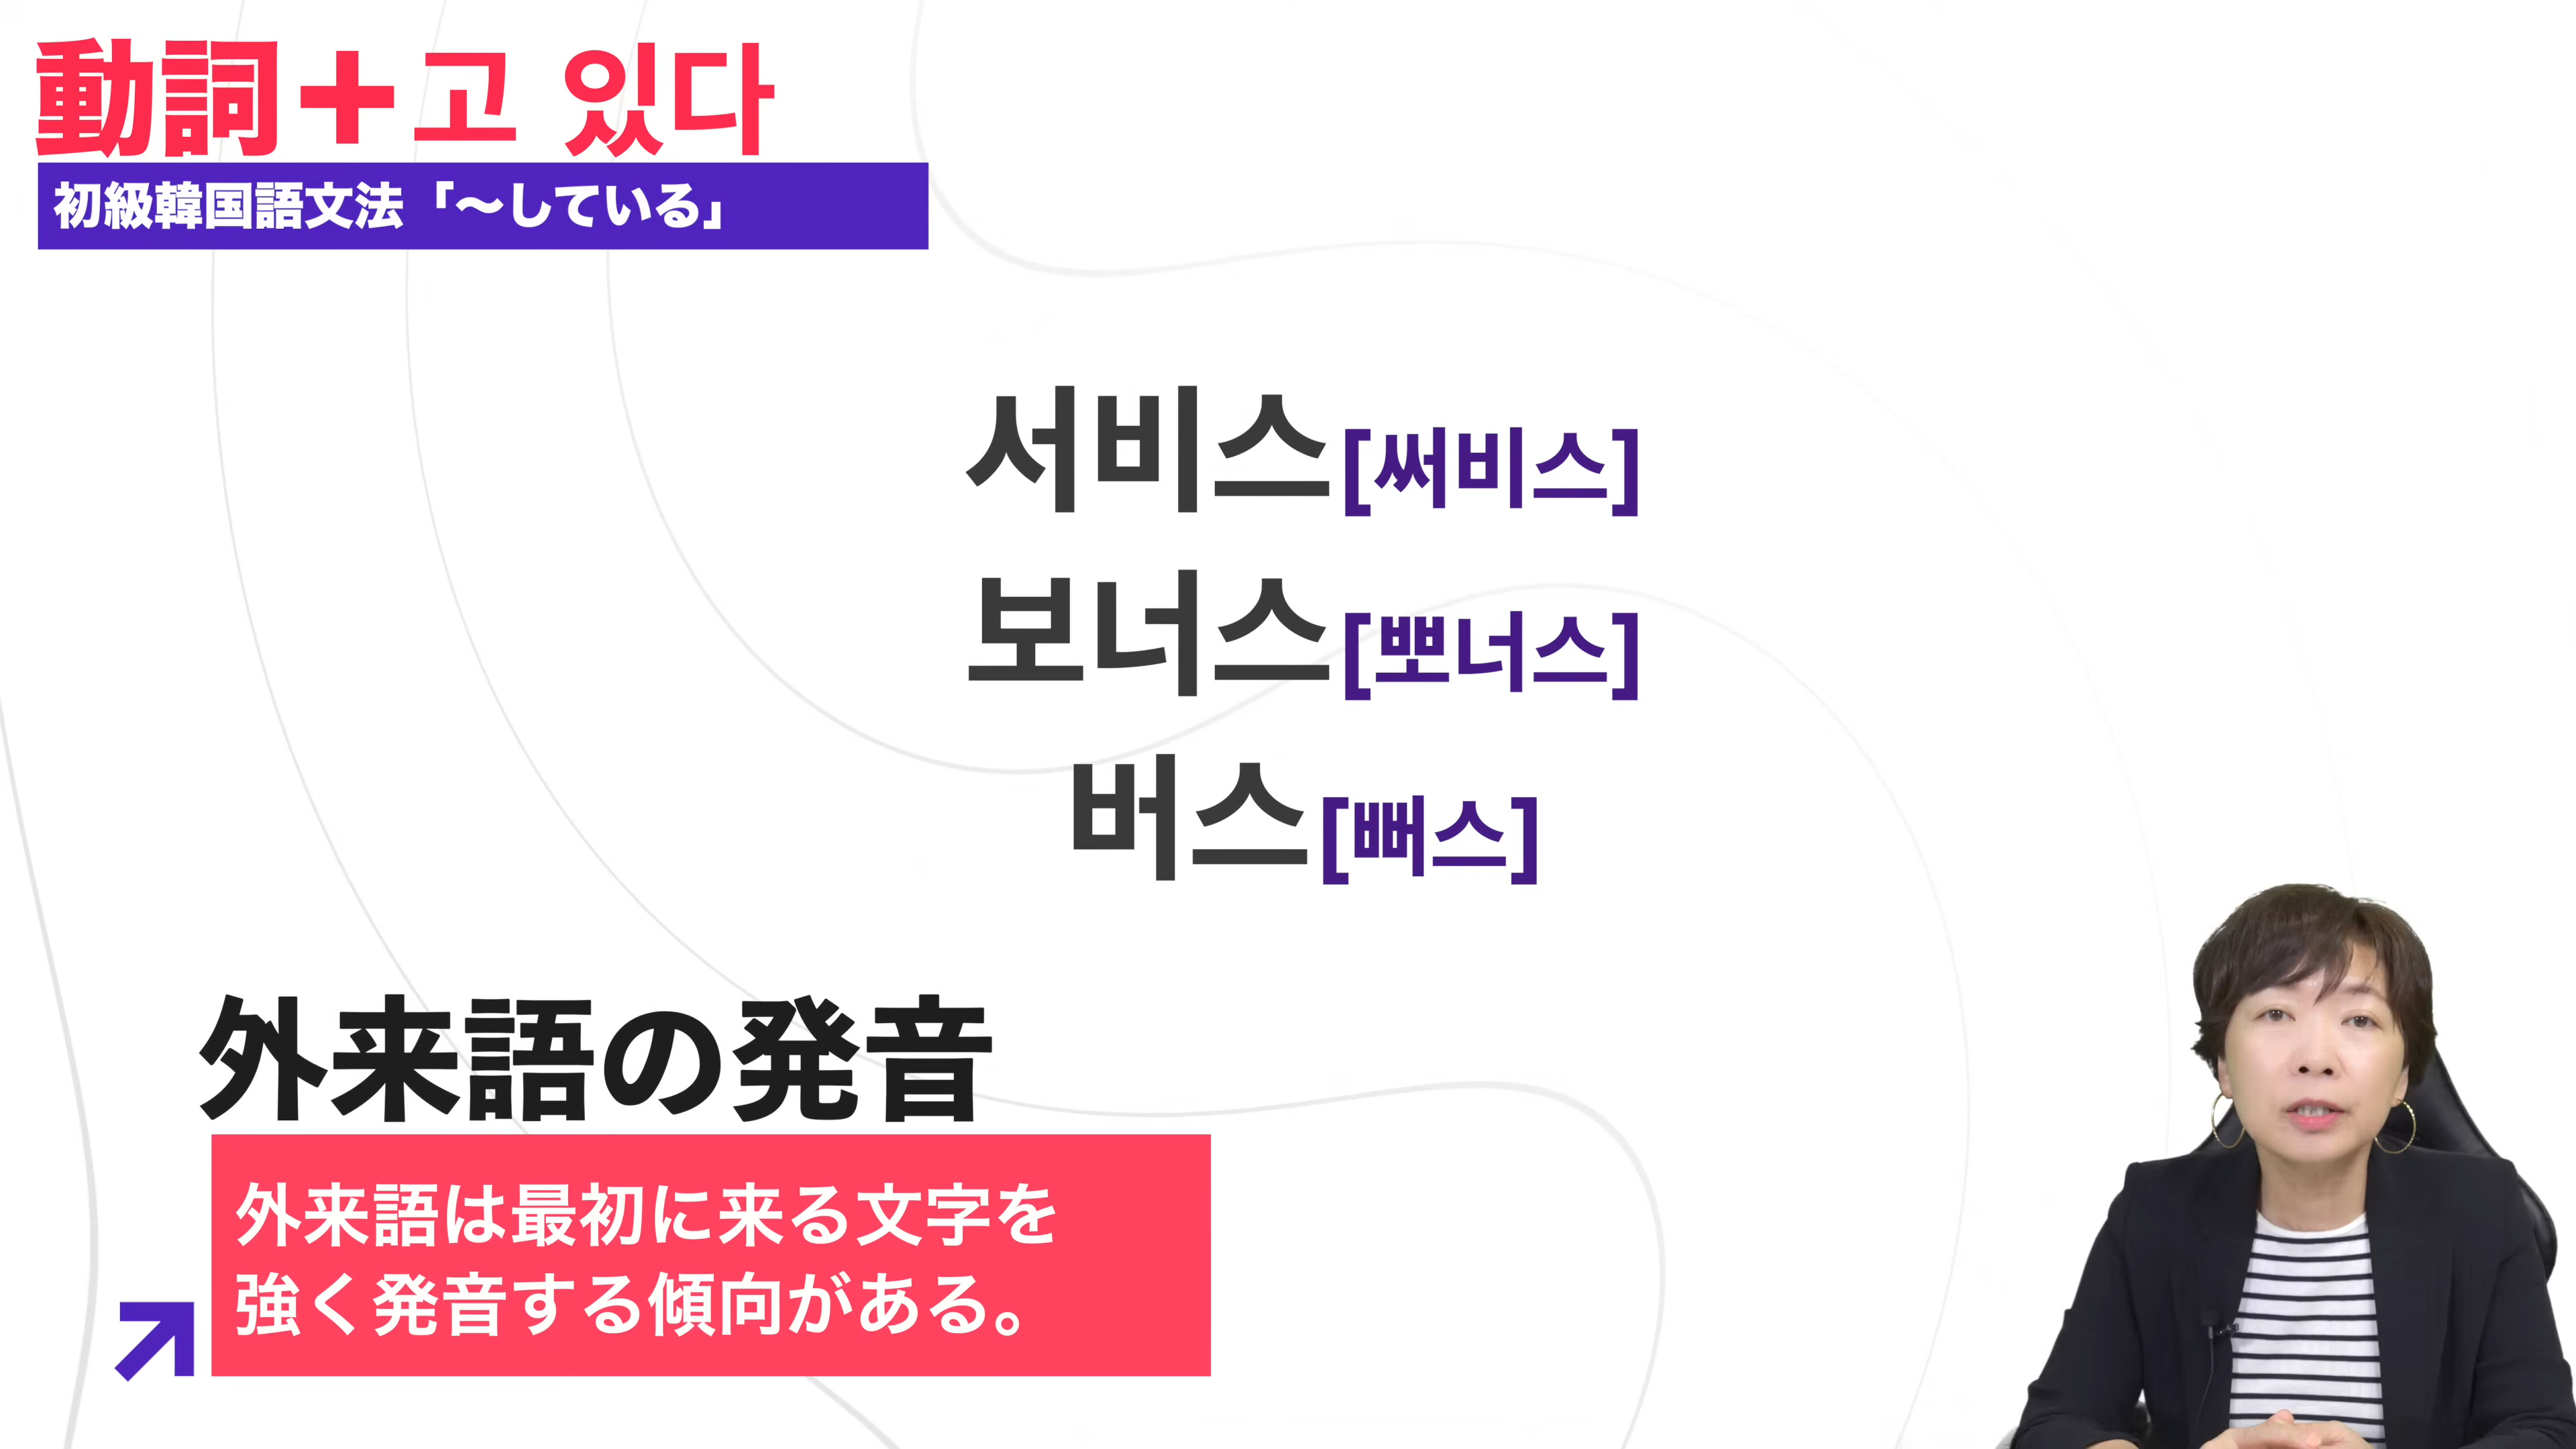 動詞+고 있다
初級韓国語文法「〜している」
서비스[써비스]
보너스[뽀너스]
버스[뻐스]
外来語の発音
外来語は最初に来る文字を
強く発音する傾向がある。